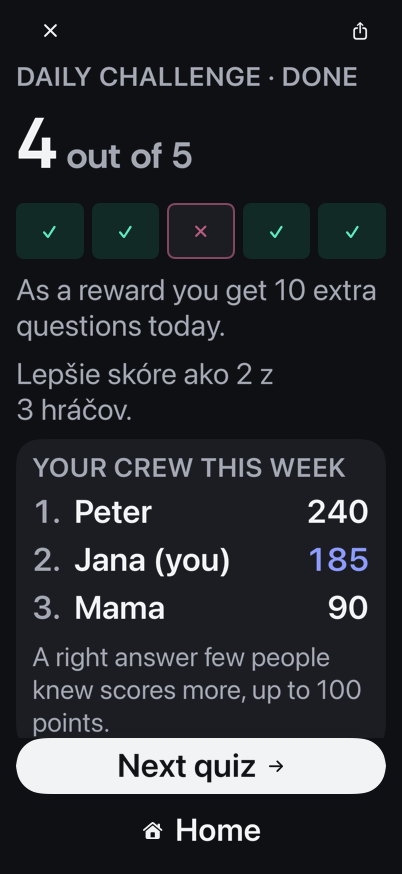 DAILY CHALLENGE · DONE
4 out of 5
As a reward you get 10 extra
questions today.
Lepšie skóre ako 2 z
3 hráčov.
YOUR CREW THIS WEEK
1. Peter 240
2. Jana (you) 185
3. Mama 90
A right answer few people
knew scores more, up to 100
points.
Next quiz →
Home